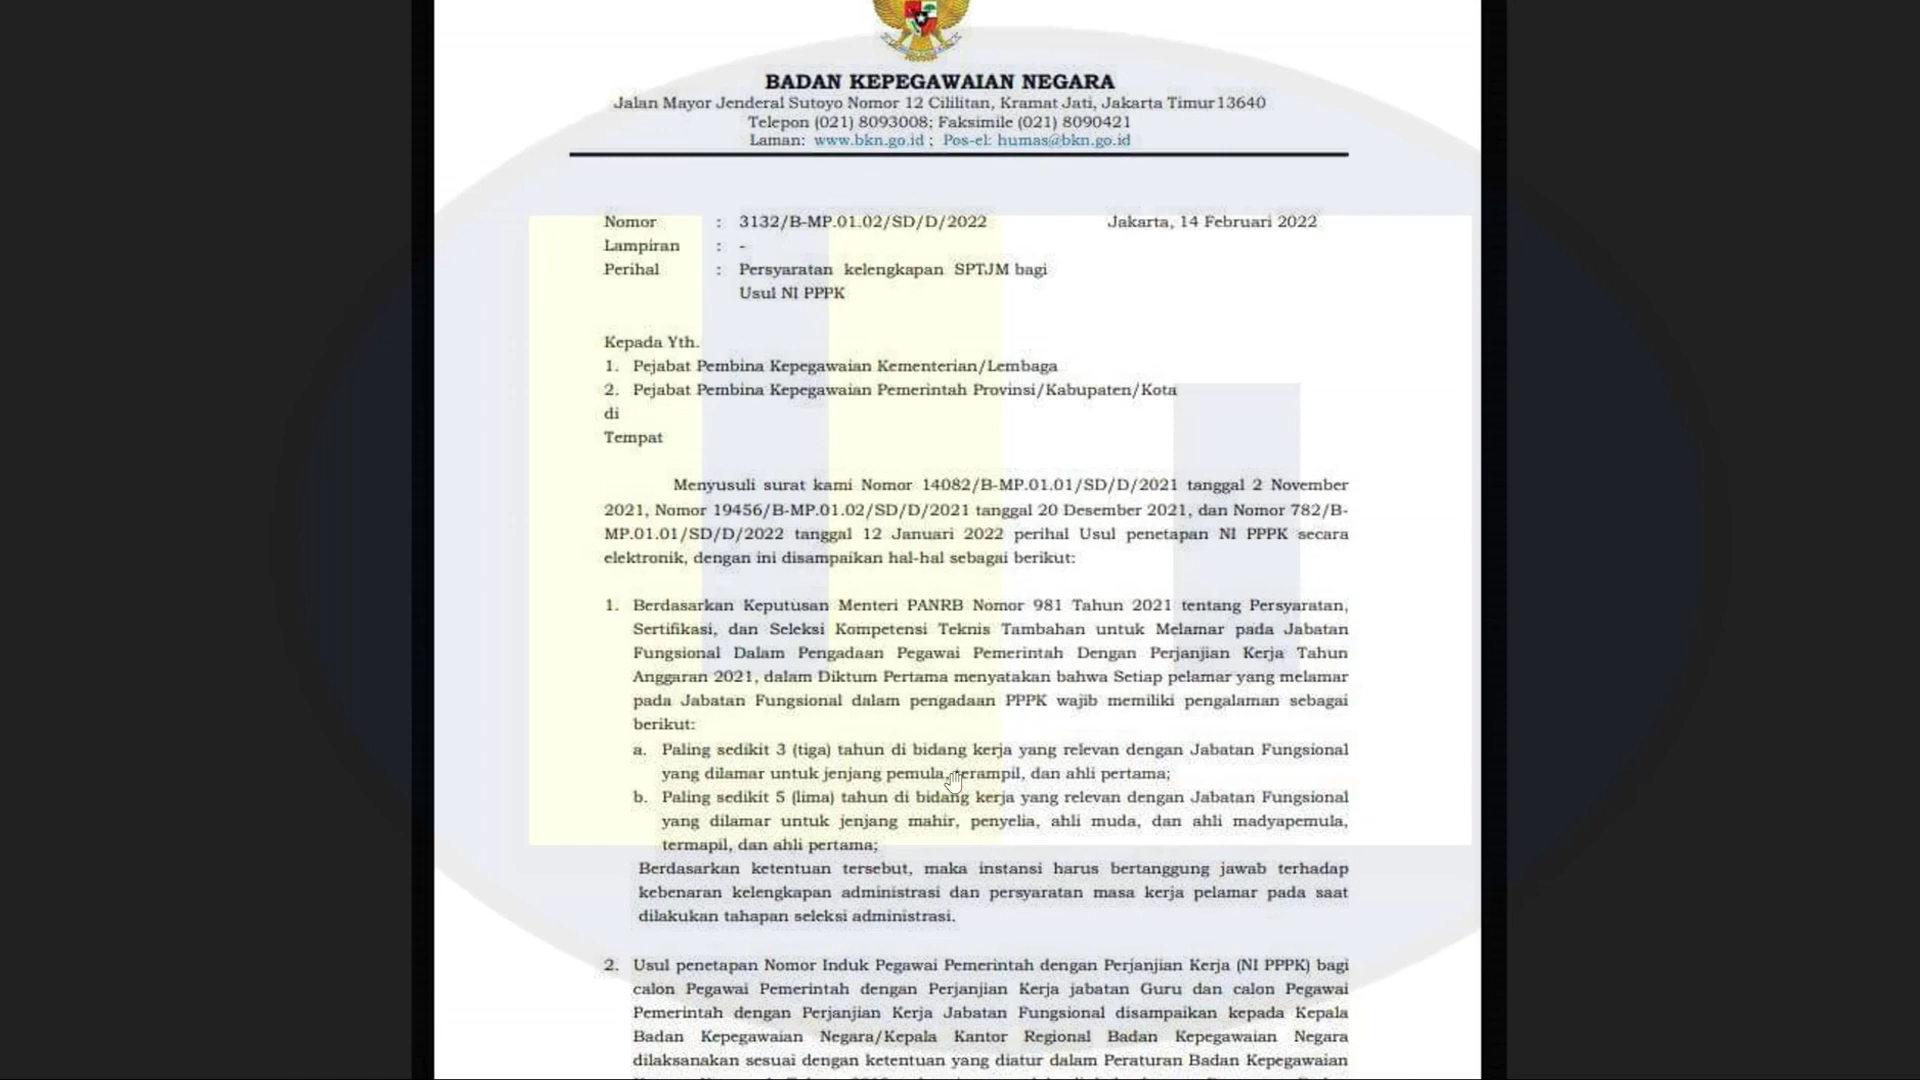 BADAN KEPEGAWAIAN NEGARA
Jalan Mayor Jenderal Sutoyo Nomor 12 Cililitan, Kramat Jati, Jakarta Timur13640
Telepon (021) 8093008; Faksimile (021) 8090421
Laman: www.bkn.go.id ; Pos-el: humas@bkn.go.id
Nomor : 3132/B-MP.01.02/SD/D/2022 Jakarta, 14 Februari 2022
Lampiran : -
Perihal : Persyaratan kelengkapan SPTJM bagi
Usul NI PPPK
Kepada Yth.
1. Pejabat Pembina Kepegawaian Kementerian/Lembaga
2. Pejabat Pembina Kepegawaian Pemerintah Provinsi/Kabupaten/Kota
di
Tempat
Menyusuli surat kami Nomor 14082/B-MP.01.01/SD/D/2021 tanggal 2 November
2021, Nomor 19456/B-MP.01.02/SD/D/2021 tanggal 20 Desember 2021, dan Nomor 782/B-
MP.01.01/SD/D/2022 tanggal 12 Januari 2022 perihal Usul penetapan NI PPPK secara
elektronik, dengan ini disampaikan hal-hal sebagai berikut:
1. Berdasarkan Keputusan Menteri PANRB Nomor 981 Tahun 2021 tentang Persyaratan,
Sertifikasi, dan Seleksi Kompetensi Teknis Tambahan untuk Melamar pada Jabatan
Fungsional Dalam Pengadaan Pegawai Pemerintah Dengan Perjanjian Kerja Tahun
Anggaran 2021, dalam Diktum Pertama menyatakan bahwa Setiap pelamar yang melamar
pada Jabatan Fungsional dalam pengadaan PPPK wajib memiliki pengalaman sebagai
berikut:
a. Paling sedikit 3 (tiga) tahun di bidang kerja yang relevan dengan Jabatan Fungsional
yang dilamar untuk jenjang pemula, terampil, dan ahli pertama;
b. Paling sedikit 5 (lima) tahun di bidang kerja yang relevan dengan Jabatan Fungsional
yang dilamar untuk jenjang mahir, penyelia, ahli muda, dan ahli madyapemula,
termapil, dan ahli pertama;
Berdasarkan ketentuan tersebut, maka instansi harus bertanggung jawab terhadap
kebenaran kelengkapan administrasi dan persyaratan masa kerja pelamar pada saat
dilakukan tahapan seleksi administrasi.
2. Usul penetapan Nomor Induk Pegawai Pemerintah dengan Perjanjian Kerja (NI PPPK) bagi
calon Pegawai Pemerintah dengan Perjanjian Kerja jabatan Guru dan calon Pegawai
Pemerintah dengan Perjanjian Kerja Jabatan Fungsional disampaikan kepada Kepala
Badan Kepegawaian Negara/Kepala Kantor Regional Badan Kepegawaian Negara
dilaksanakan sesuai dengan ketentuan yang diatur dalam Peraturan Badan Kepegawaian